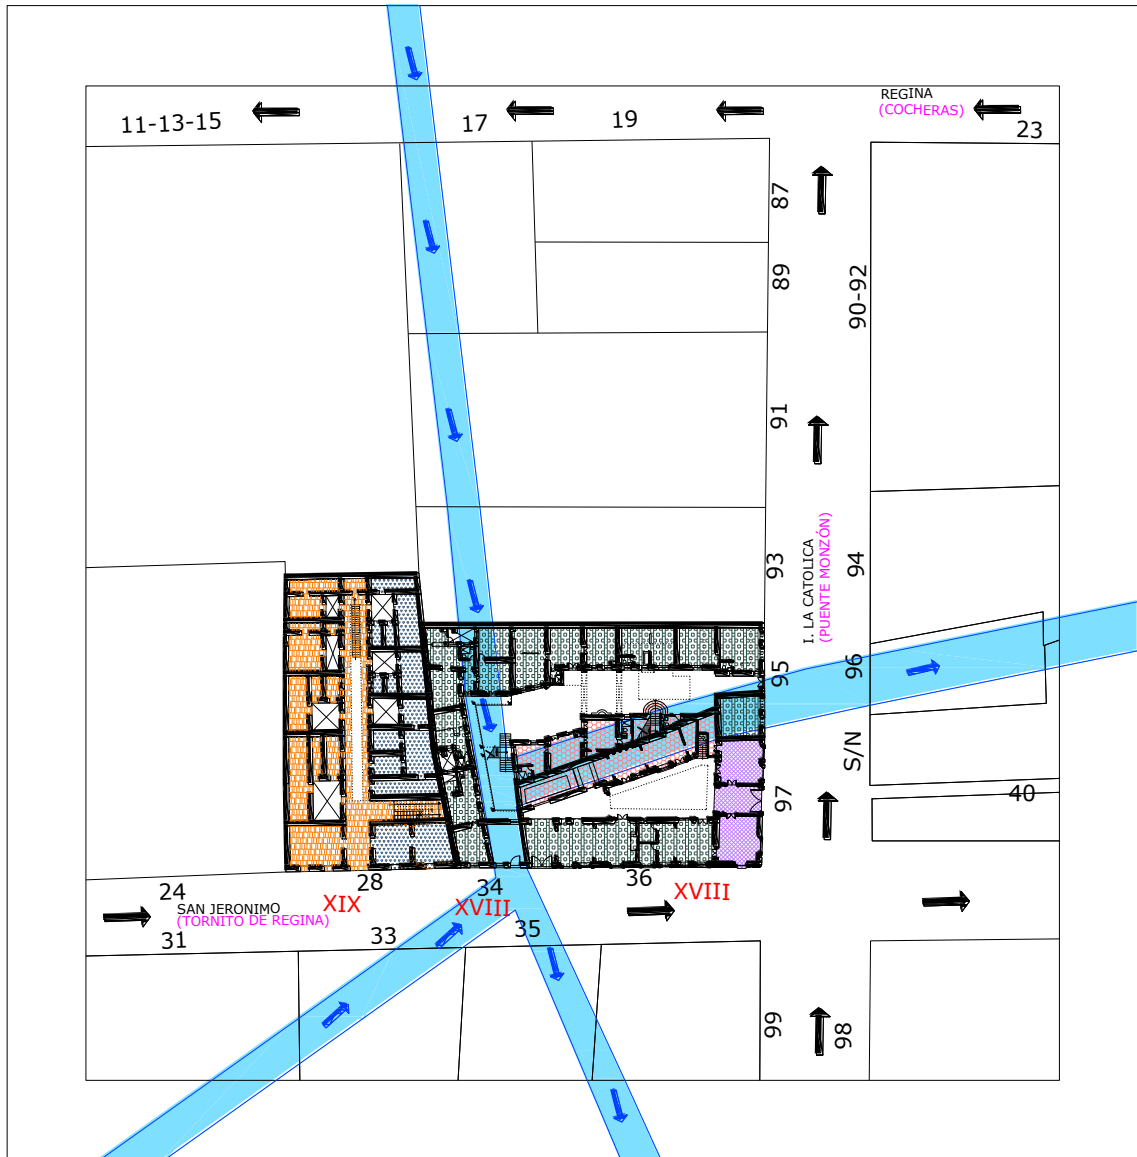 REGINA
(COCHERAS)
11-13-15
17
19
23
87
89
90-92
91
I. LA CATOLICA
(PUENTE MONZÓN)
93
94
95
96
S/N
97
40
24
28
34
36
XIX
XVIII
XVIII
SAN JERONIMO
(TORNITO DE REGINA)
31
33
35
99
98